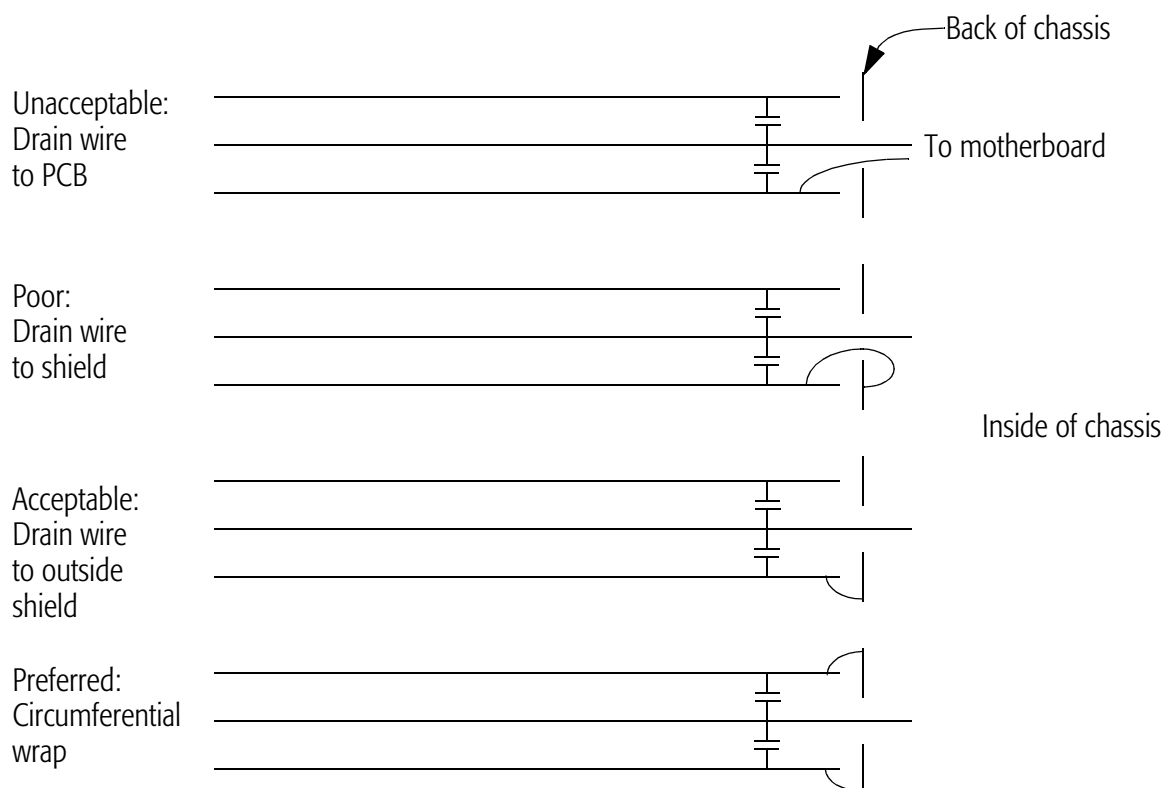 Back of chassis
Unacceptable:
Drain wire
to PCB
To motherboard
Poor:
Drain wire
to shield
Inside of chassis
Acceptable:
Drain wire
to outside
shield
Preferred:
Circumferential
wrap